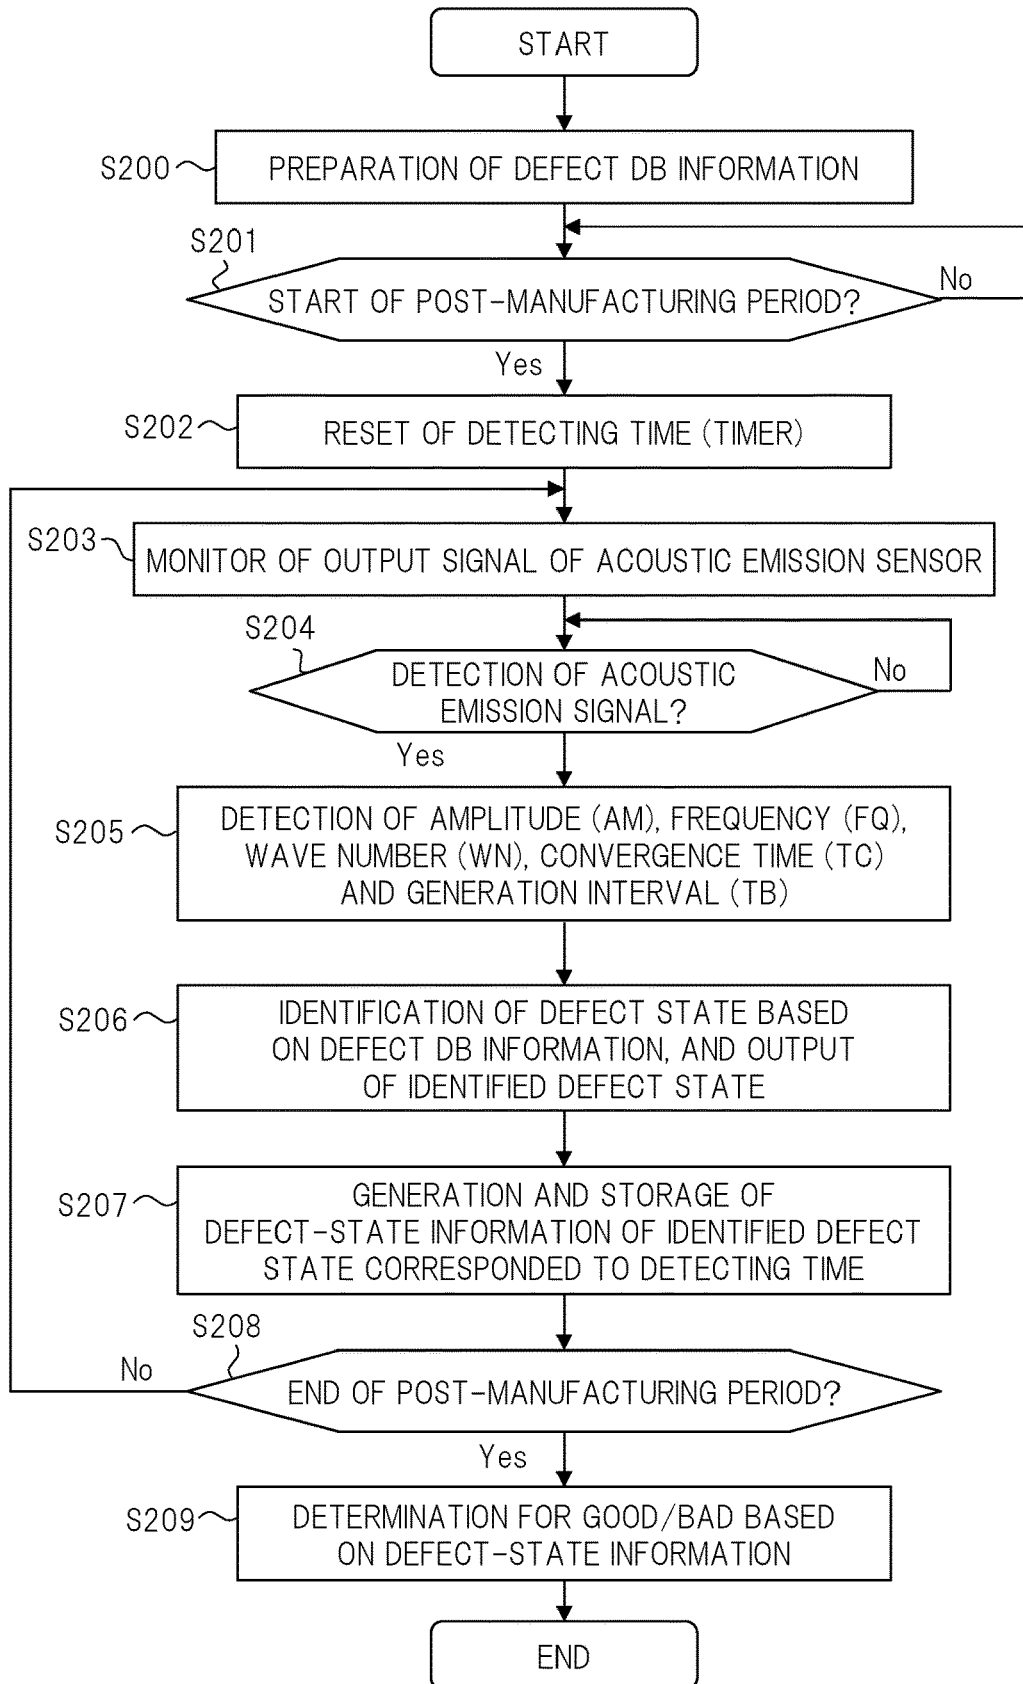 START
S200
PREPARATION OF DEFECT DB INFORMATION
S201
START OF POST-MANUFACTURING PERIOD?
No
Yes
S202
RESET OF DETECTING TIME (TIMER)
S203
MONITOR OF OUTPUT SIGNAL OF ACOUSTIC EMISSION SENSOR
S204
DETECTION OF ACOUSTIC
EMISSION SIGNAL?
No
Yes
S205
DETECTION OF AMPLITUDE (AM), FREQUENCY (FQ),
WAVE NUMBER (WN), CONVERGENCE TIME (TC)
AND GENERATION INTERVAL (TB)
S206
IDENTIFICATION OF DEFECT STATE BASED
ON DEFECT DB INFORMATION, AND OUTPUT
OF IDENTIFIED DEFECT STATE
S207
GENERATION AND STORAGE OF
DEFECT-STATE INFORMATION OF IDENTIFIED DEFECT
STATE CORRESPONDED TO DETECTING TIME
S208
No
END OF POST-MANUFACTURING PERIOD?
Yes
S209
DETERMINATION FOR GOOD/BAD BASED
ON DEFECT-STATE INFORMATION
END